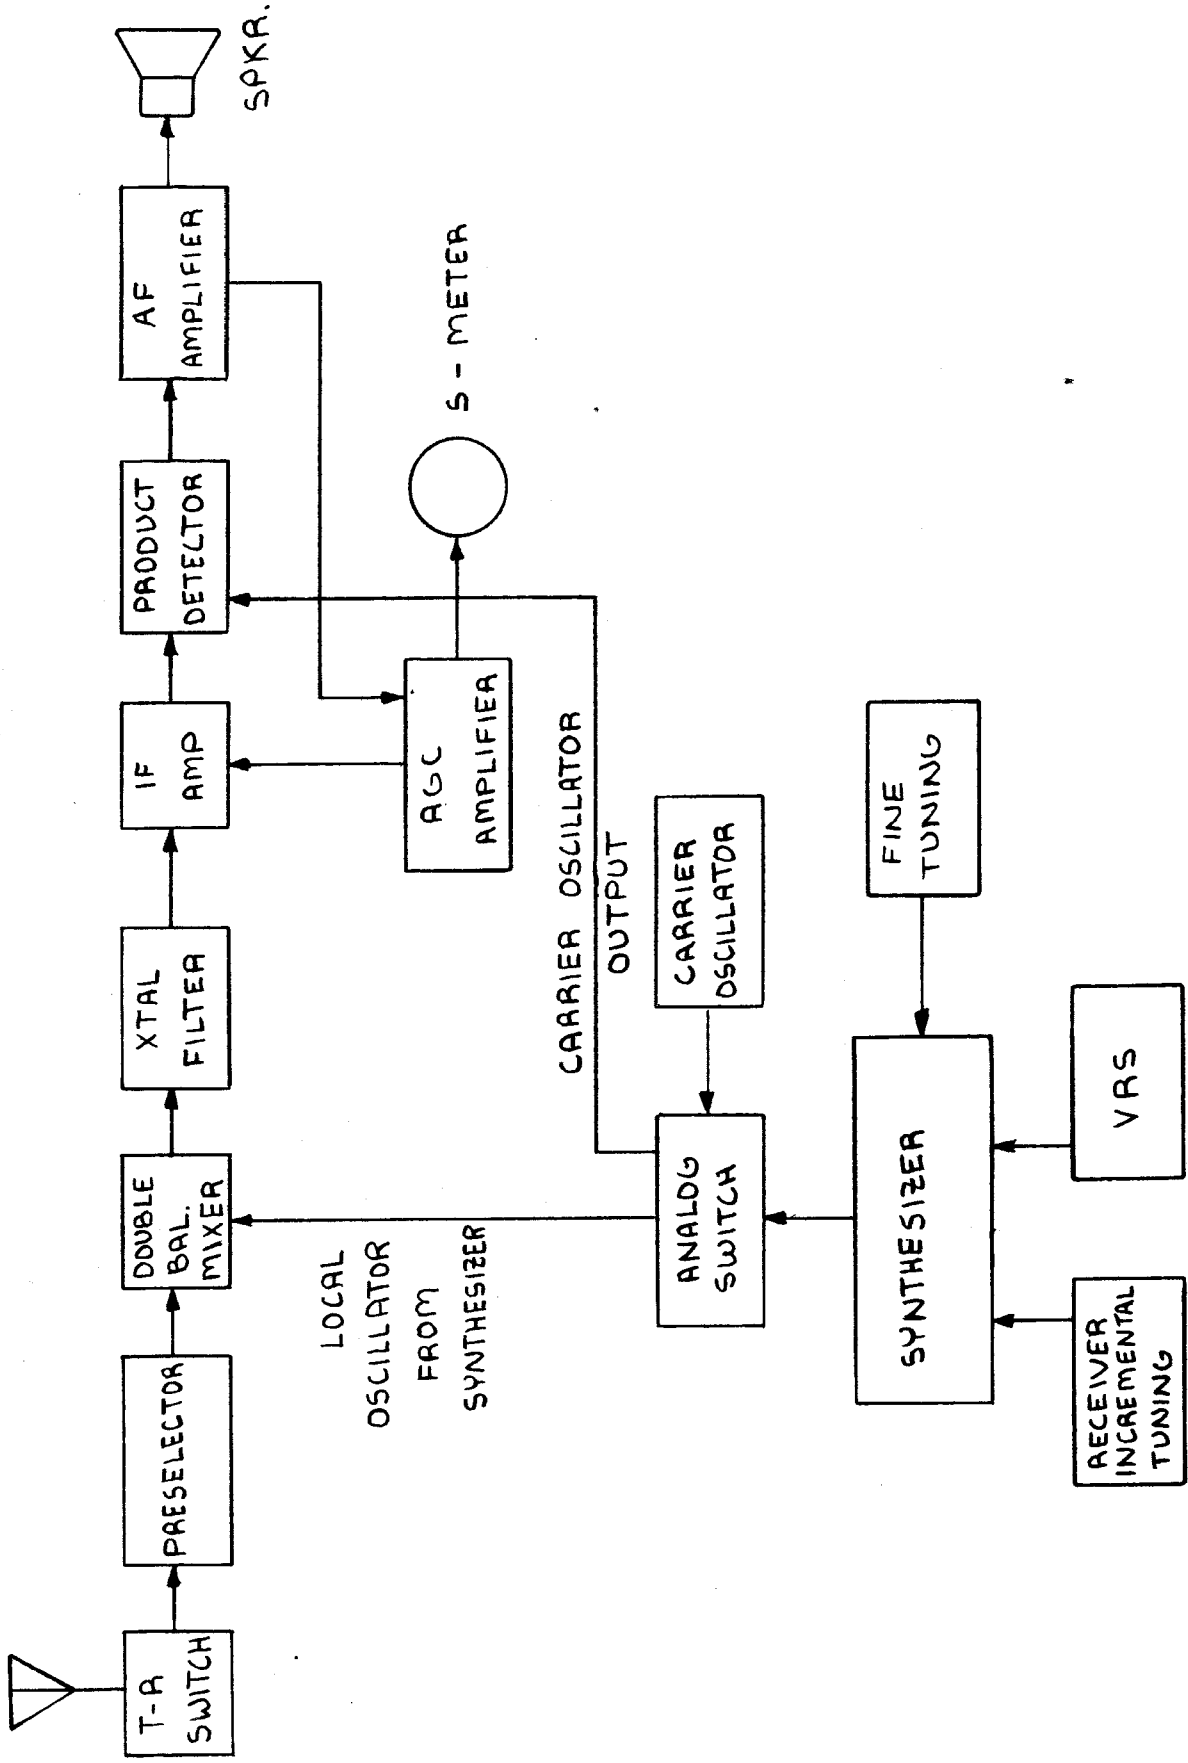 T-R
SWITCH
PRESELECTOR
DOUBLE
BAL.
MIXER
XTAL
FILTER
IF
AMP
PRODUCT
DETECTOR
AF
AMPLIFIER
SPKR.
AGC
AMPLIFIER
S - METER
LOCAL
OSCILLATOR
FROM
SYNTHESIZER
CARRIER OSCILLATOR
OUTPUT
ANALOG
SWITCH
CARRIER
OSCILLATOR
SYNTHESIZER
FINE
TUNING
RECEIVER
INCREMENTAL
TUNING
VRS